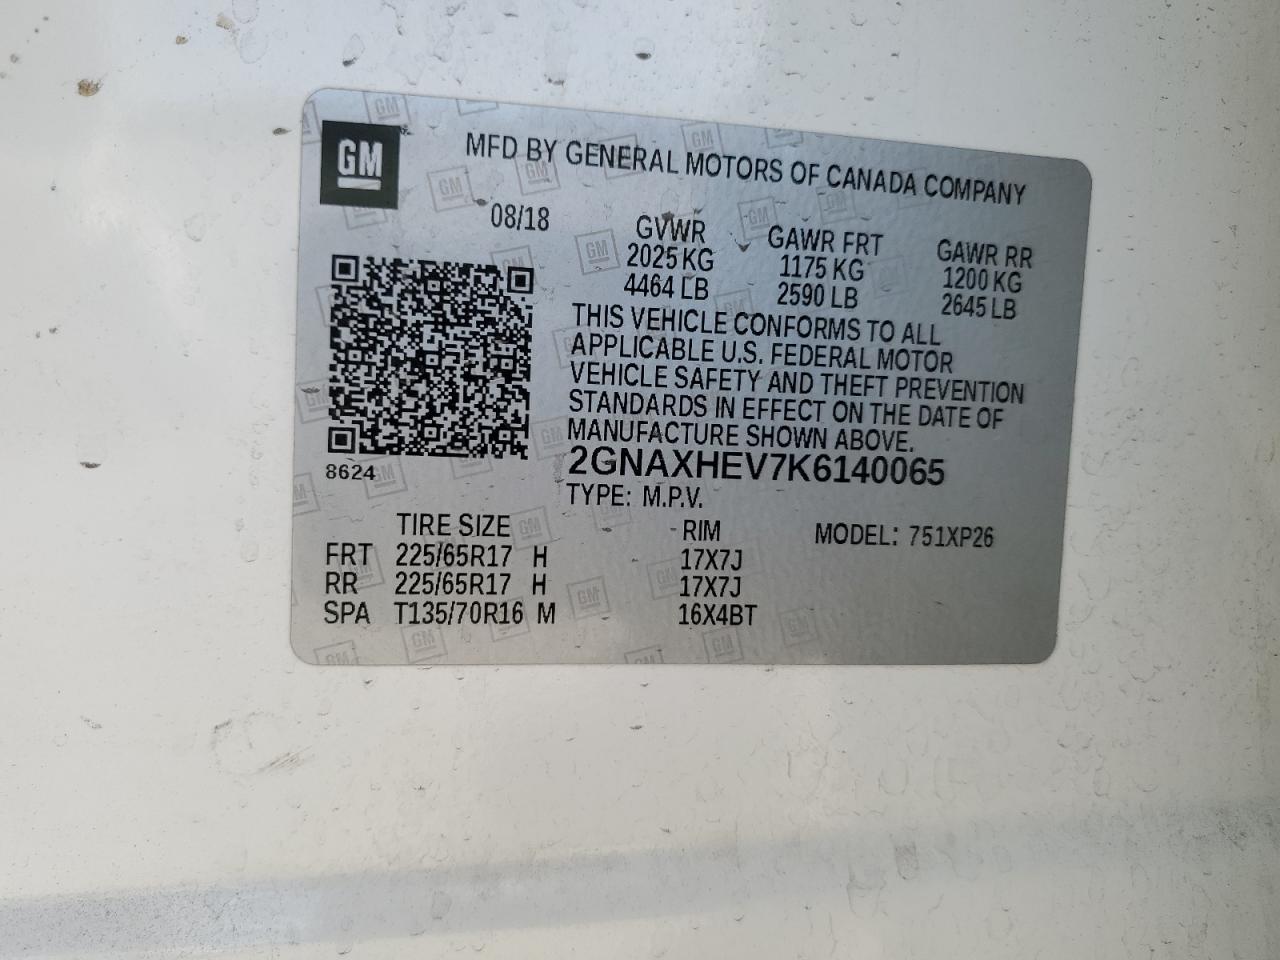 GM
MFD BY GENERAL MOTORS OF CANADA COMPANY
08/18
GVWR GAWR FRT GAWR RR
2025 KG 1175 KG 1200 KG
4464 LB 2590 LB 2645 LB
THIS VEHICLE CONFORMS TO ALL
APPLICABLE U.S. FEDERAL MOTOR
VEHICLE SAFETY AND THEFT PREVENTION
STANDARDS IN EFFECT ON THE DATE OF
MANUFACTURE SHOWN ABOVE.
8624
2GNAXHEV7K6140065
TYPE: M.P.V.
TIRE SIZE RIM MODEL: 751XP26
FRT 225/65R17 H 17X7J
RR 225/65R17 H 17X7J
SPA T135/70R16 M 16X4BT